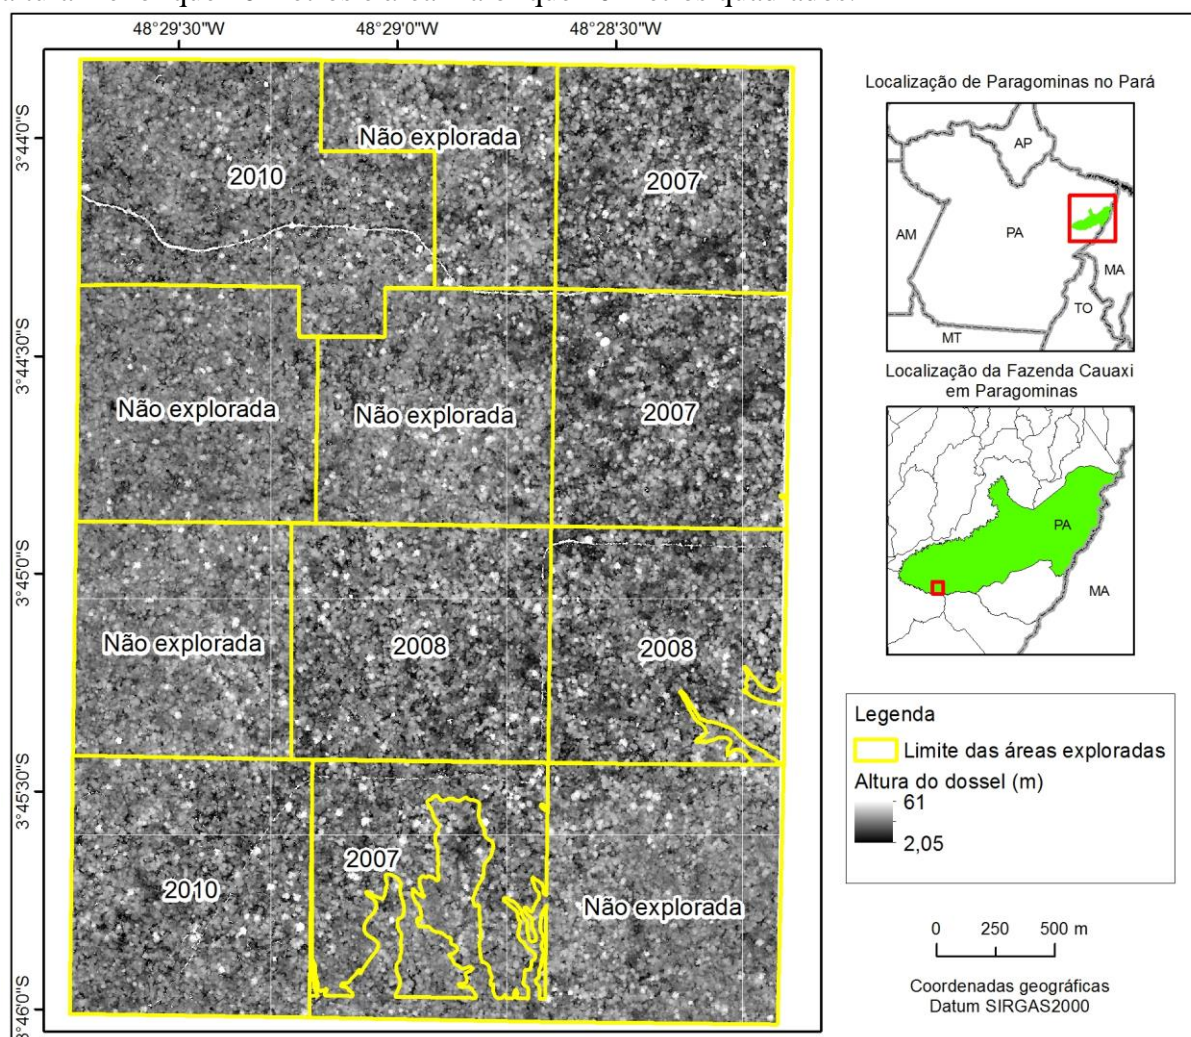 48°29'30"W 48°29'0"W 48°28'30"W
3°44'0"S
3°44'30"S
3°45'0"S
3°45'30"S
3°46'0"S
Não explorada
2010
2007
Não explorada
Não explorada
2007
Não explorada
2008
2008
2007
2010
Não explorada
Localização de Paragominas no Pará
AP
AM
PA
MA
TO
MT
Localização da Fazenda Cauaxi
em Paragominas
PA
MA
Legenda
Limite das áreas exploradas
Altura do dossel (m)
61
2,05
0 250 500 m
Coordenadas geográficas
Datum SIRGAS2000